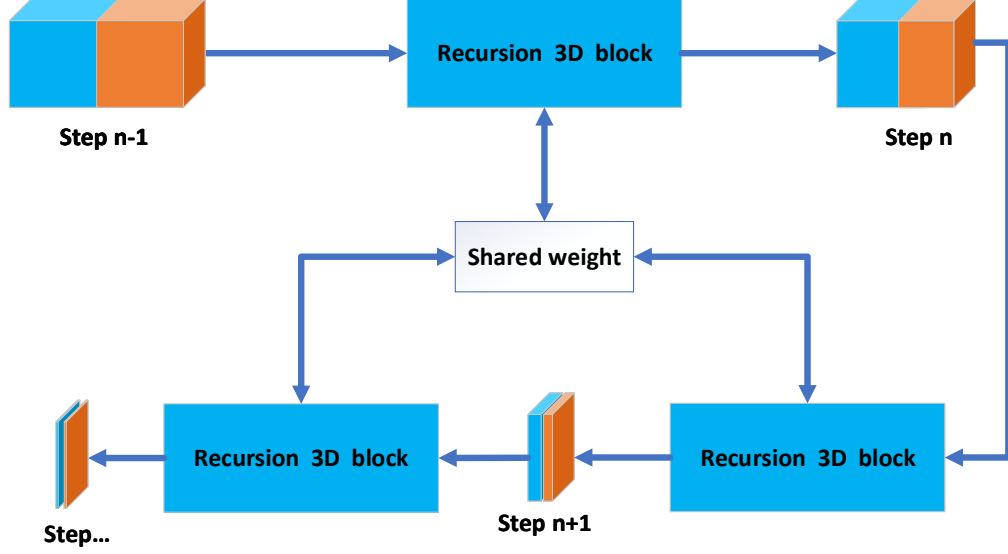 Recursion 3D block
Step n-1
Step n
Shared weight
Recursion 3D block
Recursion 3D block
Step n+1
Step...